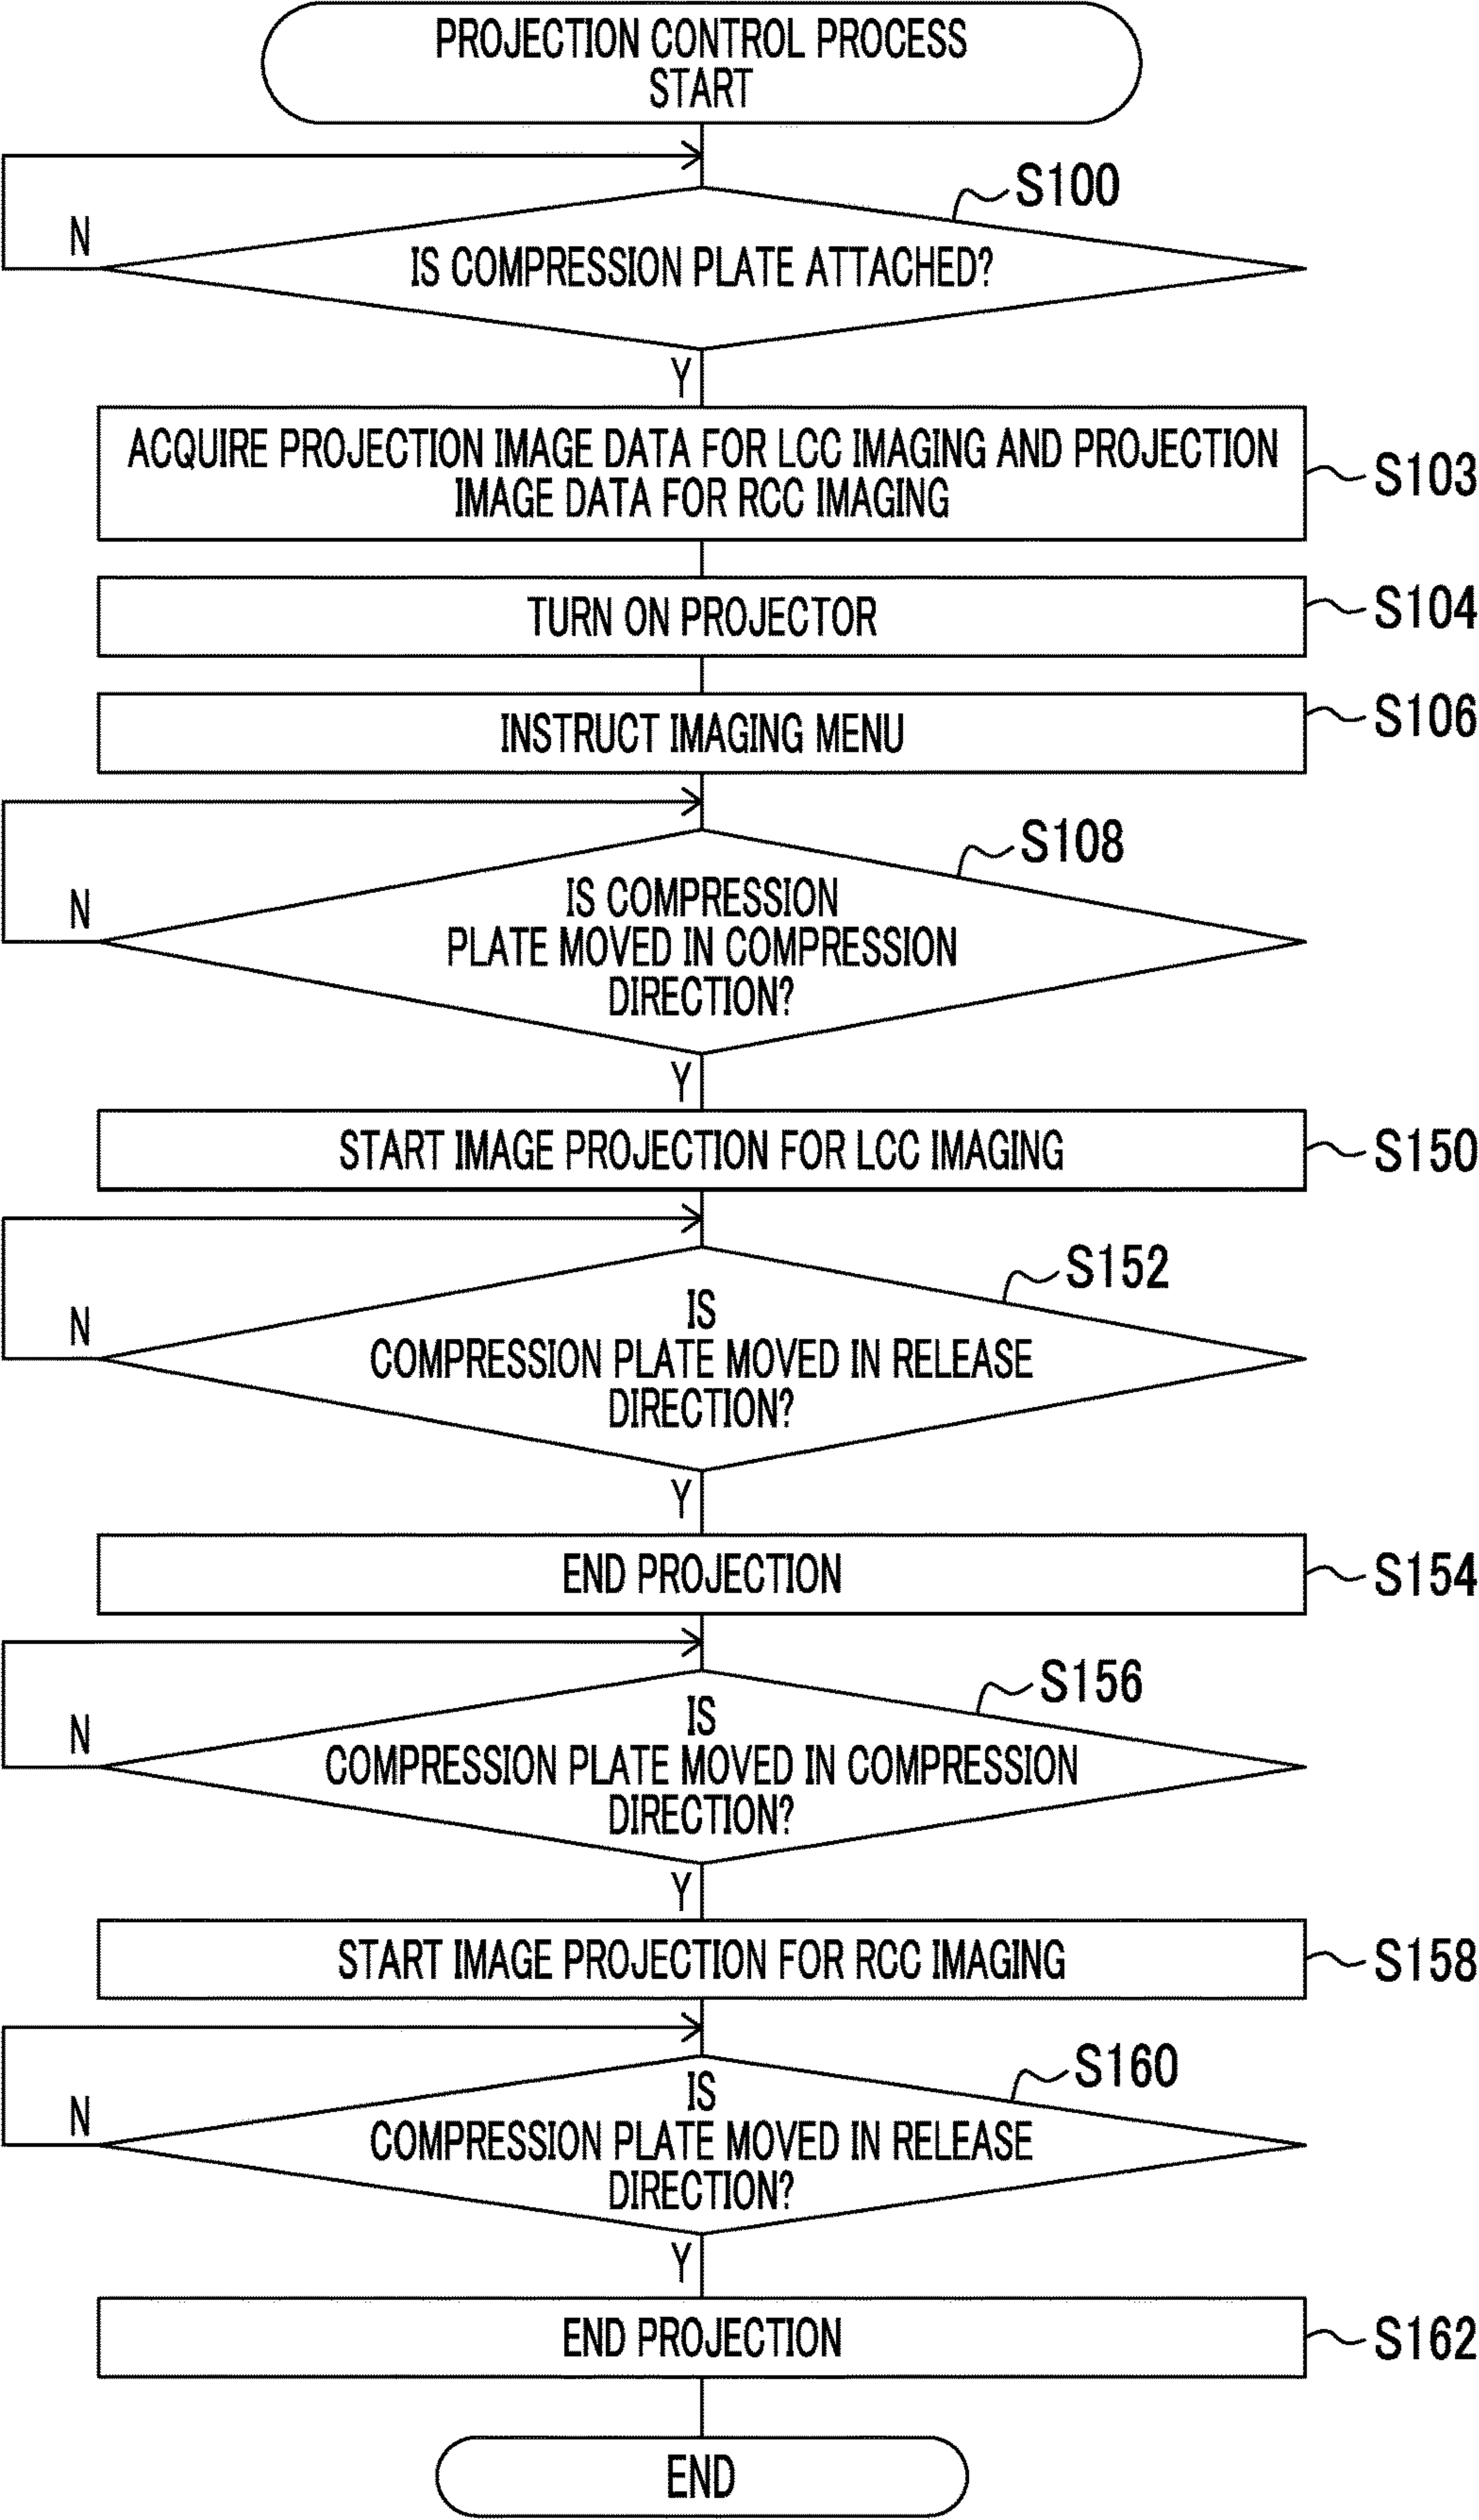 PROJECTION CONTROL PROCESS
START
S100
N
IS COMPRESSION PLATE ATTACHED?
Y
ACQUIRE PROJECTION IMAGE DATA FOR LCC IMAGING AND PROJECTION
IMAGE DATA FOR RCC IMAGING
S103
TURN ON PROJECTOR
S104
INSTRUCT IMAGING MENU
S106
S108
N
IS COMPRESSION
PLATE MOVED IN COMPRESSION
DIRECTION?
Y
START IMAGE PROJECTION FOR LCC IMAGING
S150
S152
N
IS
COMPRESSION PLATE MOVED IN RELEASE
DIRECTION?
Y
END PROJECTION
S154
S156
N
IS
COMPRESSION PLATE MOVED IN COMPRESSION
DIRECTION?
Y
START IMAGE PROJECTION FOR RCC IMAGING
S158
S160
N
IS
COMPRESSION PLATE MOVED IN RELEASE
DIRECTION?
Y
END PROJECTION
S162
END